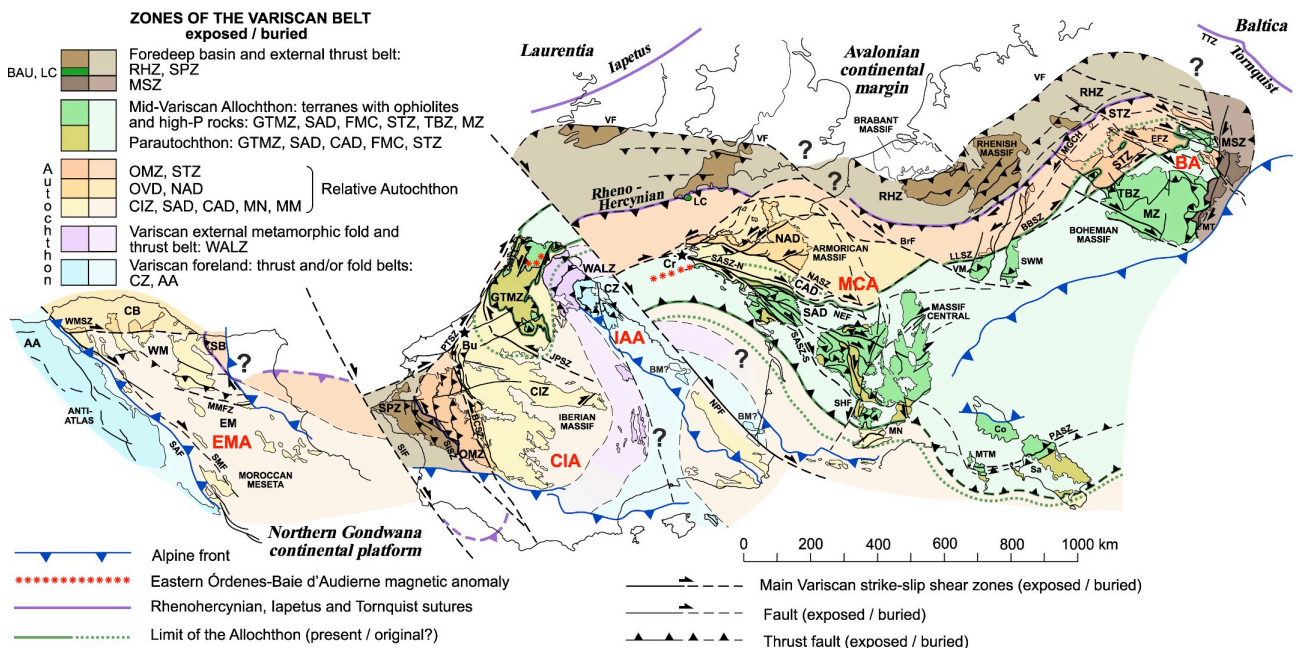 ZONES OF THE VARISCAN BELT
exposed / buried
Foredeep basin and external thrust belt:
BAU, LC
RHZ, SPZ
MSZ
Mid-Variscan Allochthon: terranes with ophiolites
and high-P rocks: GTMZ, SAD, FMC, STZ, TBZ, MZ
Parautochthon: GTMZ, SAD, CAD, FMC, STZ
Autochthon
OMZ, STZ
OVD, NAD
CIZ, SAD, CAD, MN, MM
Relative Autochthon
Variscan external metamorphic fold and
thrust belt: WALZ
Variscan foreland: thrust and/or fold belts:
CZ, AA
Laurentia
Iapetus
Avalonian
continental
margin
Baltica
TTZ
Tornquist
?
VF
VF
VF
?
?
BRABANT
MASSIF
RHZ
RHENISH
MASSIF
RHZ
MGCH
STZ
EFZ
STZ
BA
MSZ
TBZ
MZ
MT
BOHEMIAN
MASSIF
Rheno-
Hercynian
LC
BrF
LLSZ
BBSZ
VM
SWM
NAD
ARMORICAN
MASSIF
Cr
SASZ-N
NASZ
CAD
MCA
SAD
NEF
SASZ-S
MASSIF
CENTRAL
SHF
MN
MTM
Co
Sa
PASZ
WALZ
CZ
GTMZ
IAA
PTSZ
Bu
JPSZ
CIZ
IBERIAN
MASSIF
CIA
BM?
BM?
NPF
?
?
SPZ
BCSZ
SISZ
OMZ
SIF
CB
WMSZ
AA
WM
SB
?
MMFZ
EM
ANTI-
ATLAS
EMA
SAF
SMF
MOROCCAN
MESETA
Northern Gondwana
continental platform
0 200 400 600 800 1000 km
Alpine front
Eastern Órdenes-Baie d'Audierne magnetic anomaly
Rhenohercynian, Iapetus and Tornquist sutures
Limit of the Allochthon (present / original?)
Main Variscan strike-slip shear zones (exposed / buried)
Fault (exposed / buried)
Thrust fault (exposed / buried)